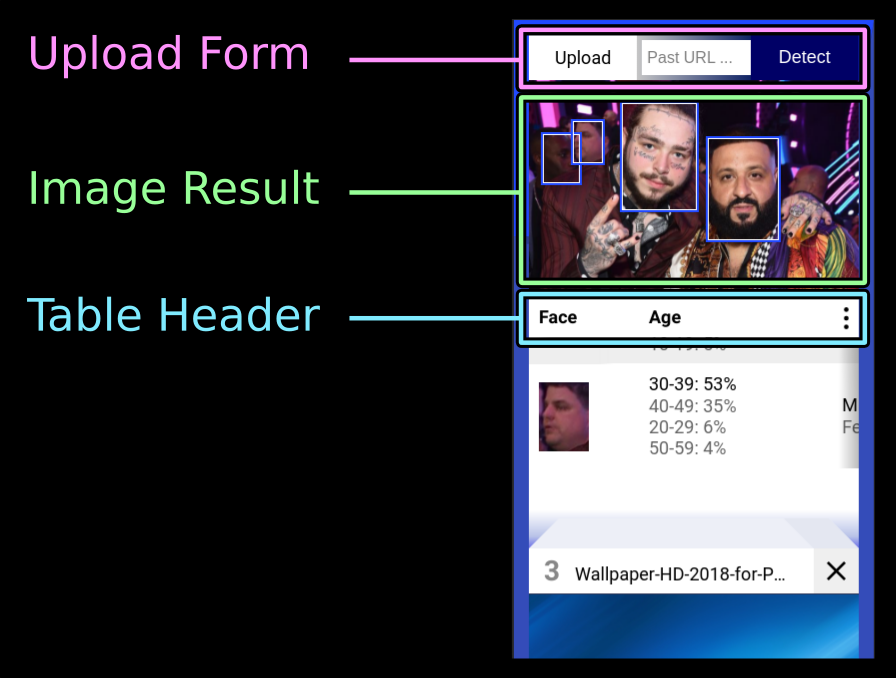 Upload Form
Upload
Past URL ...
Detect
Image Result
Table Header
Face
Age
30-39: 53%
40-49: 35%
M
20-29: 6%
Fe
50-59: 4%
3
Wallpaper-HD-2018-for-P...